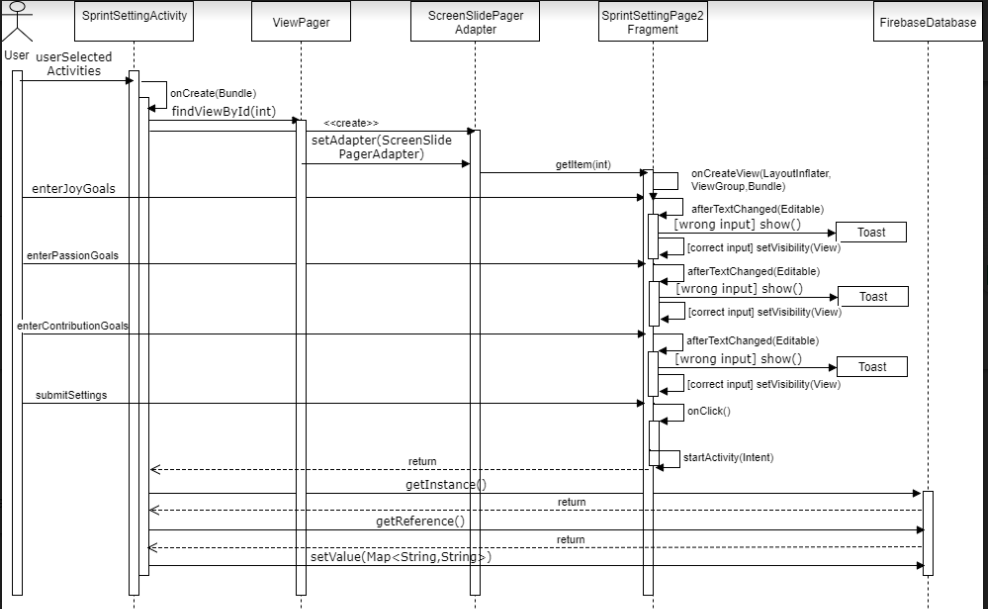 SprintSettingActivity
ViewPager
ScreenSlidePager
Adapter
SprintSettingPage2
Fragment
FirebaseDatabase
User
userSelected
Activities
onCreate(Bundle)
findViewById(int)
<<create>>
setAdapter(ScreenSlide
PagerAdapter)
getItem(int)
onCreateView(LayoutInflater,
ViewGroup,Bundle)
enterJoyGoals
afterTextChanged(Editable)
[wrong input] show()
Toast
[correct input] setVisibility(View)
enterPassionGoals
afterTextChanged(Editable)
[wrong input] show()
Toast
[correct input] setVisibility(View)
enterContributionGoals
afterTextChanged(Editable)
[wrong input] show()
Toast
[correct input] setVisibility(View)
submitSettings
onClick()
startActivity(Intent)
return
getInstance()
return
getReference()
return
setValue(Map<String,String>)